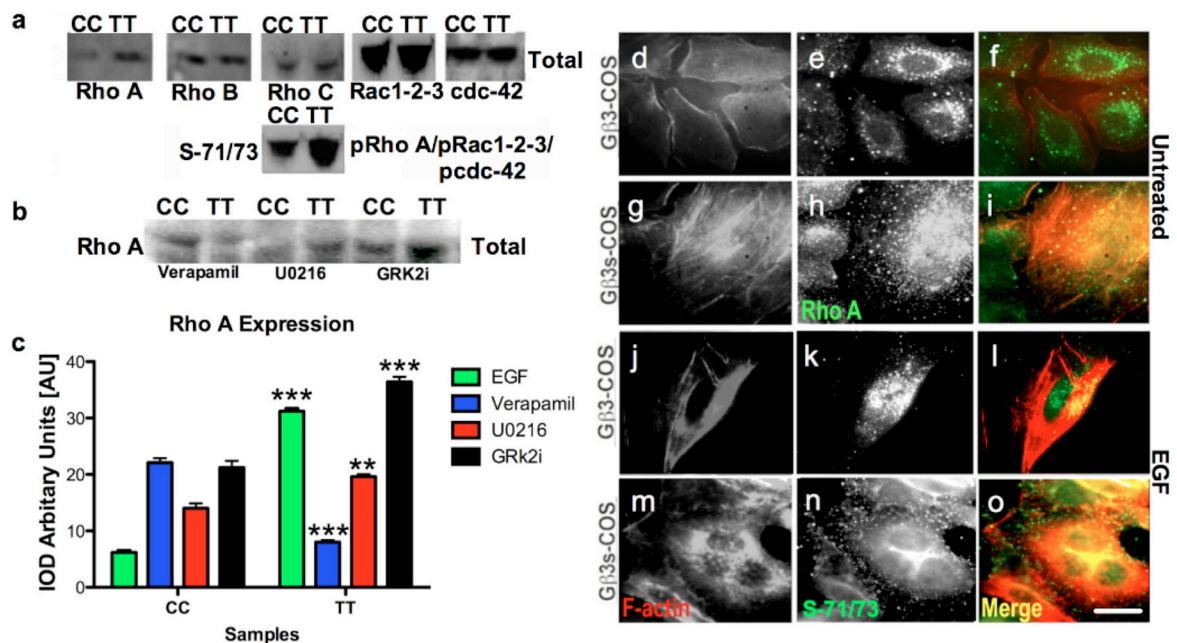 a
CC TT CC TT CC TT CC TT CC TT
Total
Rho A Rho B Rho C Rac1-2-3 cdc-42
CC TT
S-71/73 pRho A/pRac1-2-3/
pcdc-42
b
CC TT CC TT CC TT
Rho A Total
Verapamil U0216 GRK2i
Rho A Expression
c
IOD Arbitary Units [AU]
40
30
20
10
0
*** *** ** ***
EGF
Verapamil
U0216
GRk2i
CC TT
Samples
Gβ3-COS
d e f
Untreated
Gβ3s-COS
g h i
Rho A
Gβ3-COS
j k l
EGF
Gβ3s-COS
m n o
F-actin S-71/73 Merge